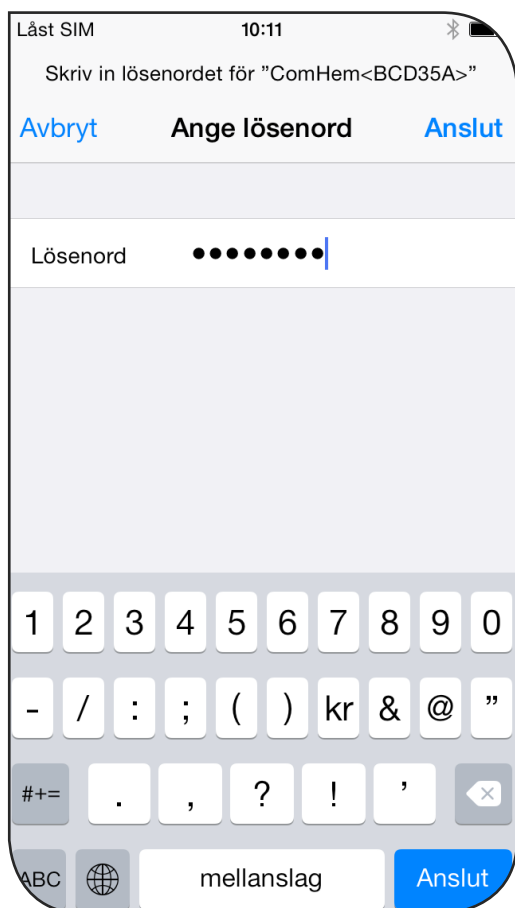 Låst SIM 10:11
Skriv in lösenordet för ”ComHem<BCD35A>”
Avbryt Ange lösenord Anslut
Lösenord ••••••••
1 2 3 4 5 6 7 8 9 0
- / : ; ( ) kr & @ ”
#+= . , ? ! ’
ABC mellanslag Anslut